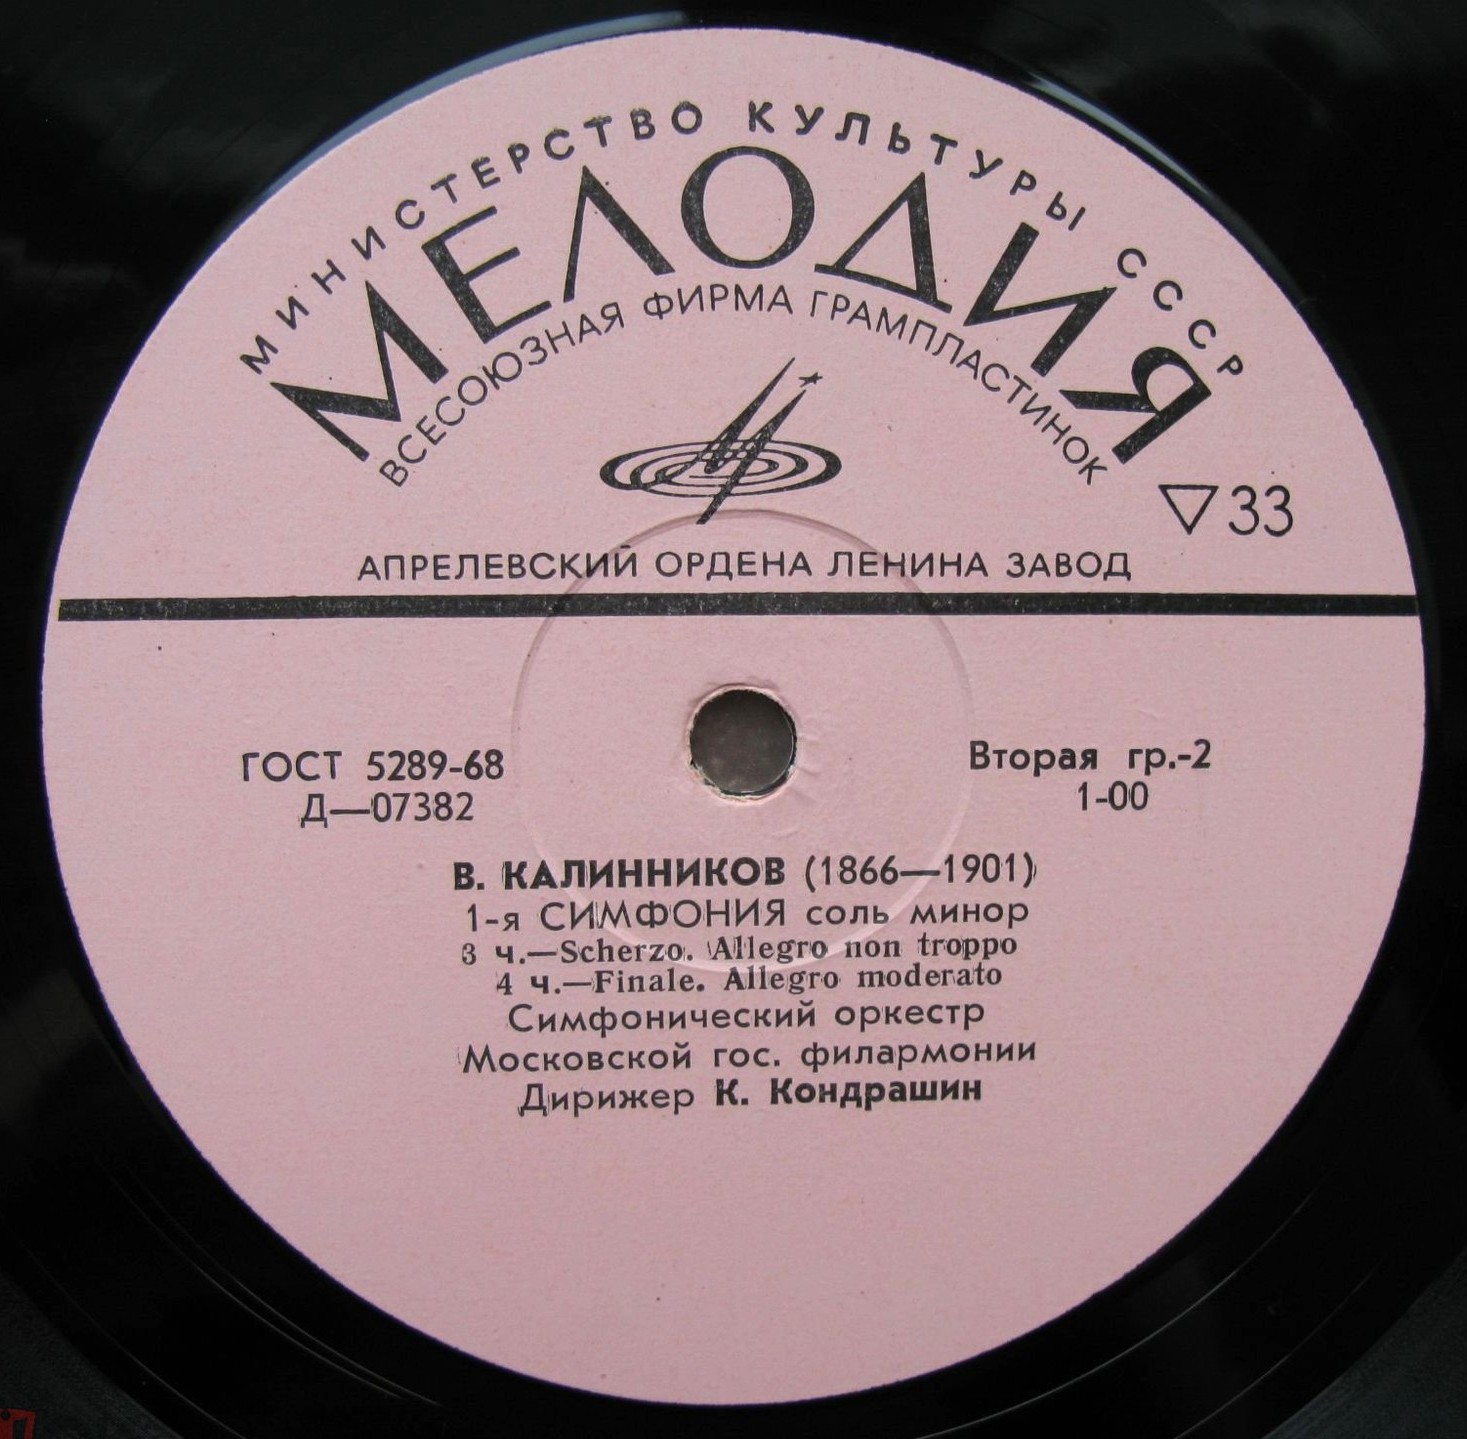 МИНИСТЕРСТВО КУЛЬТУРЫ СССР
МЕЛОДИЯ
ВСЕСОЮЗНАЯ ФИРМА ГРАМПЛАСТИНОК
33
АПРЕЛЕВСКИЙ ОРДЕНА ЛЕНИНА ЗАВОД
ГОСТ 5289-68
Д—07382
Вторая гр.-2
1-00
В. КАЛИННИКОВ (1866—1901)
1-я СИМФОНИЯ соль минор
3 ч.—Scherzo. Allegro non troppo
4 ч.—Finale. Allegro moderato
Симфонический оркестр
Московской гос. филармонии
Дирижер К. Кондрашин